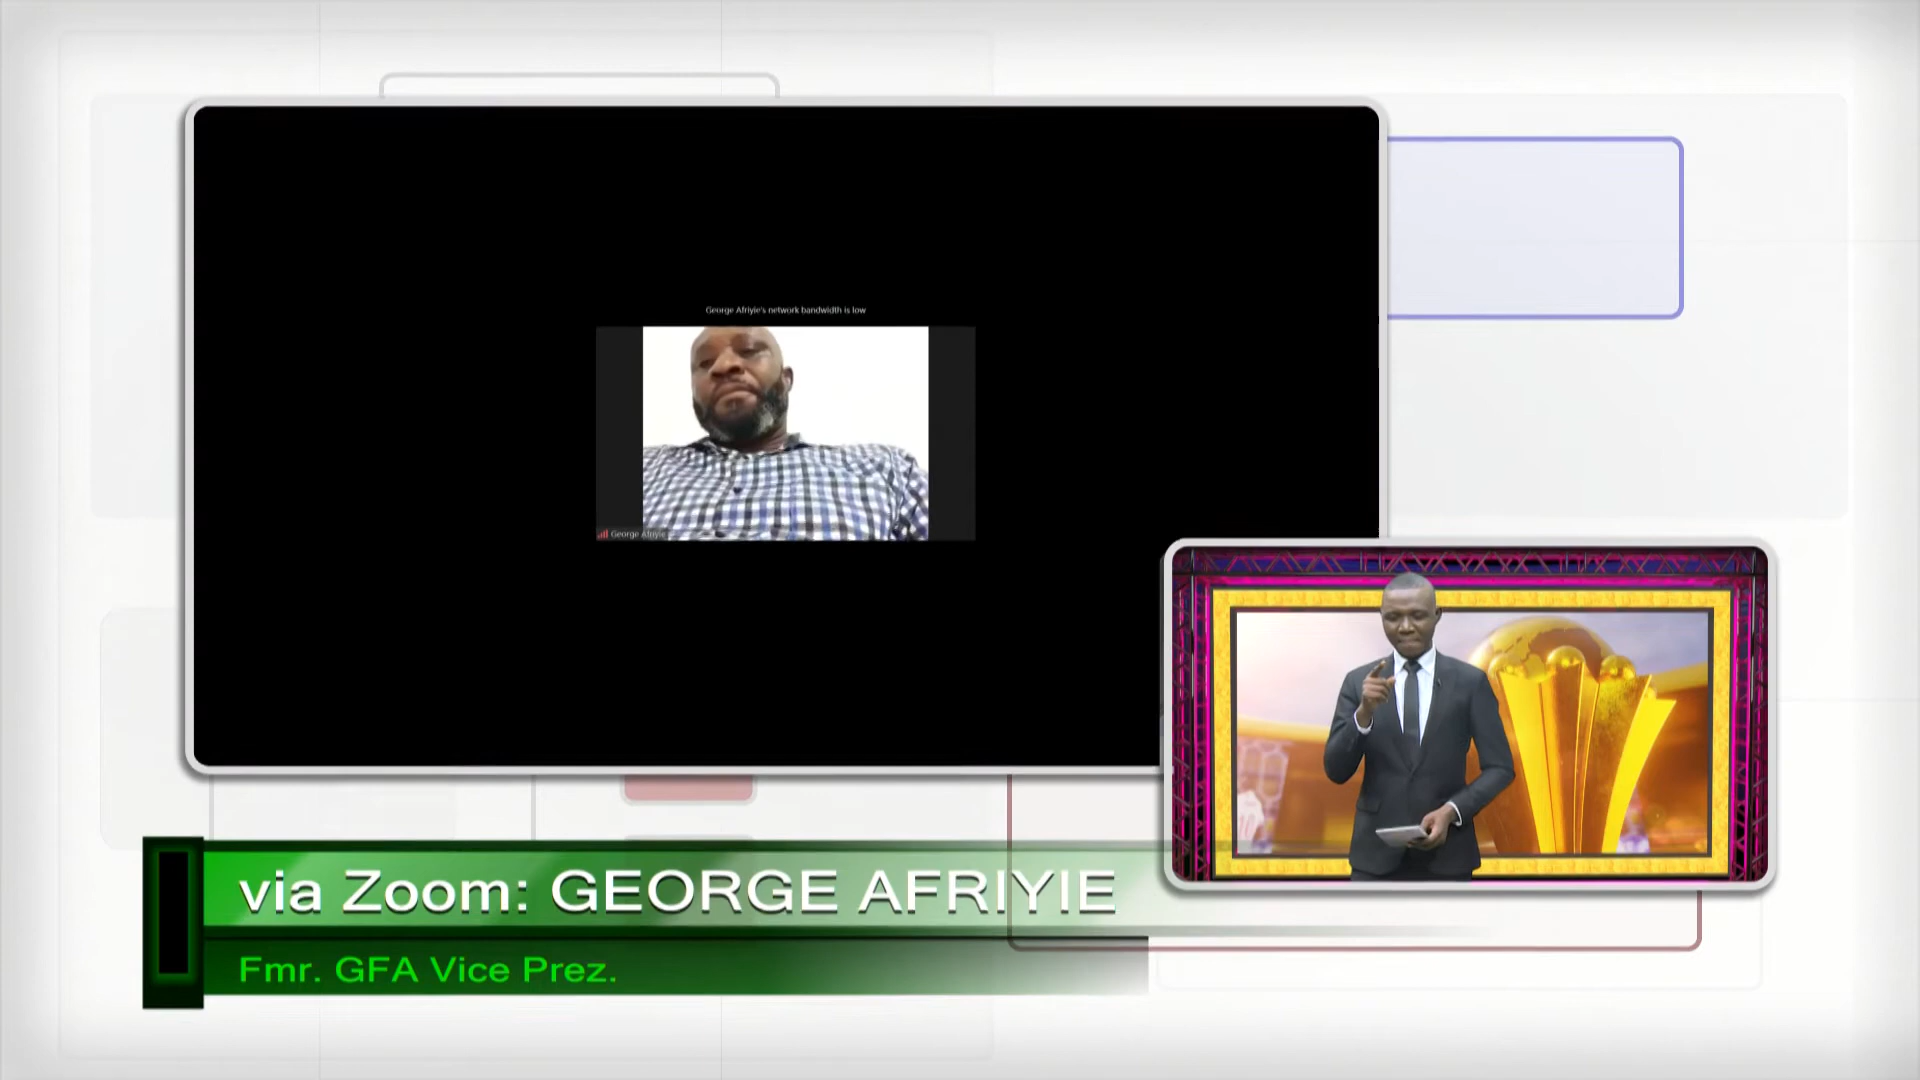 George Afriyie's network bandwidth is low
George Afriyie
via Zoom: GEORGE AFRIYIE
Fmr. GFA Vice Prez.